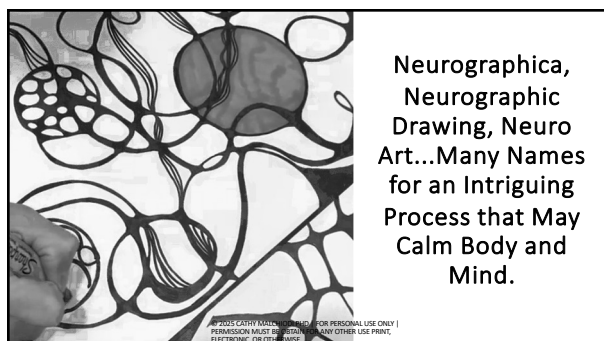 Neurographica,
Neurographic
Drawing, Neuro
Art...Many Names
for an Intriguing
Process that May
Calm Body and
Mind.
© 2025 CATHY MALCHIODI, PHD | FOR PERSONAL USE ONLY |
PERMISSION MUST BE OBTAIN FOR ANY OTHER USE PRINT,
ELECTRONIC, OR OTHERWISE